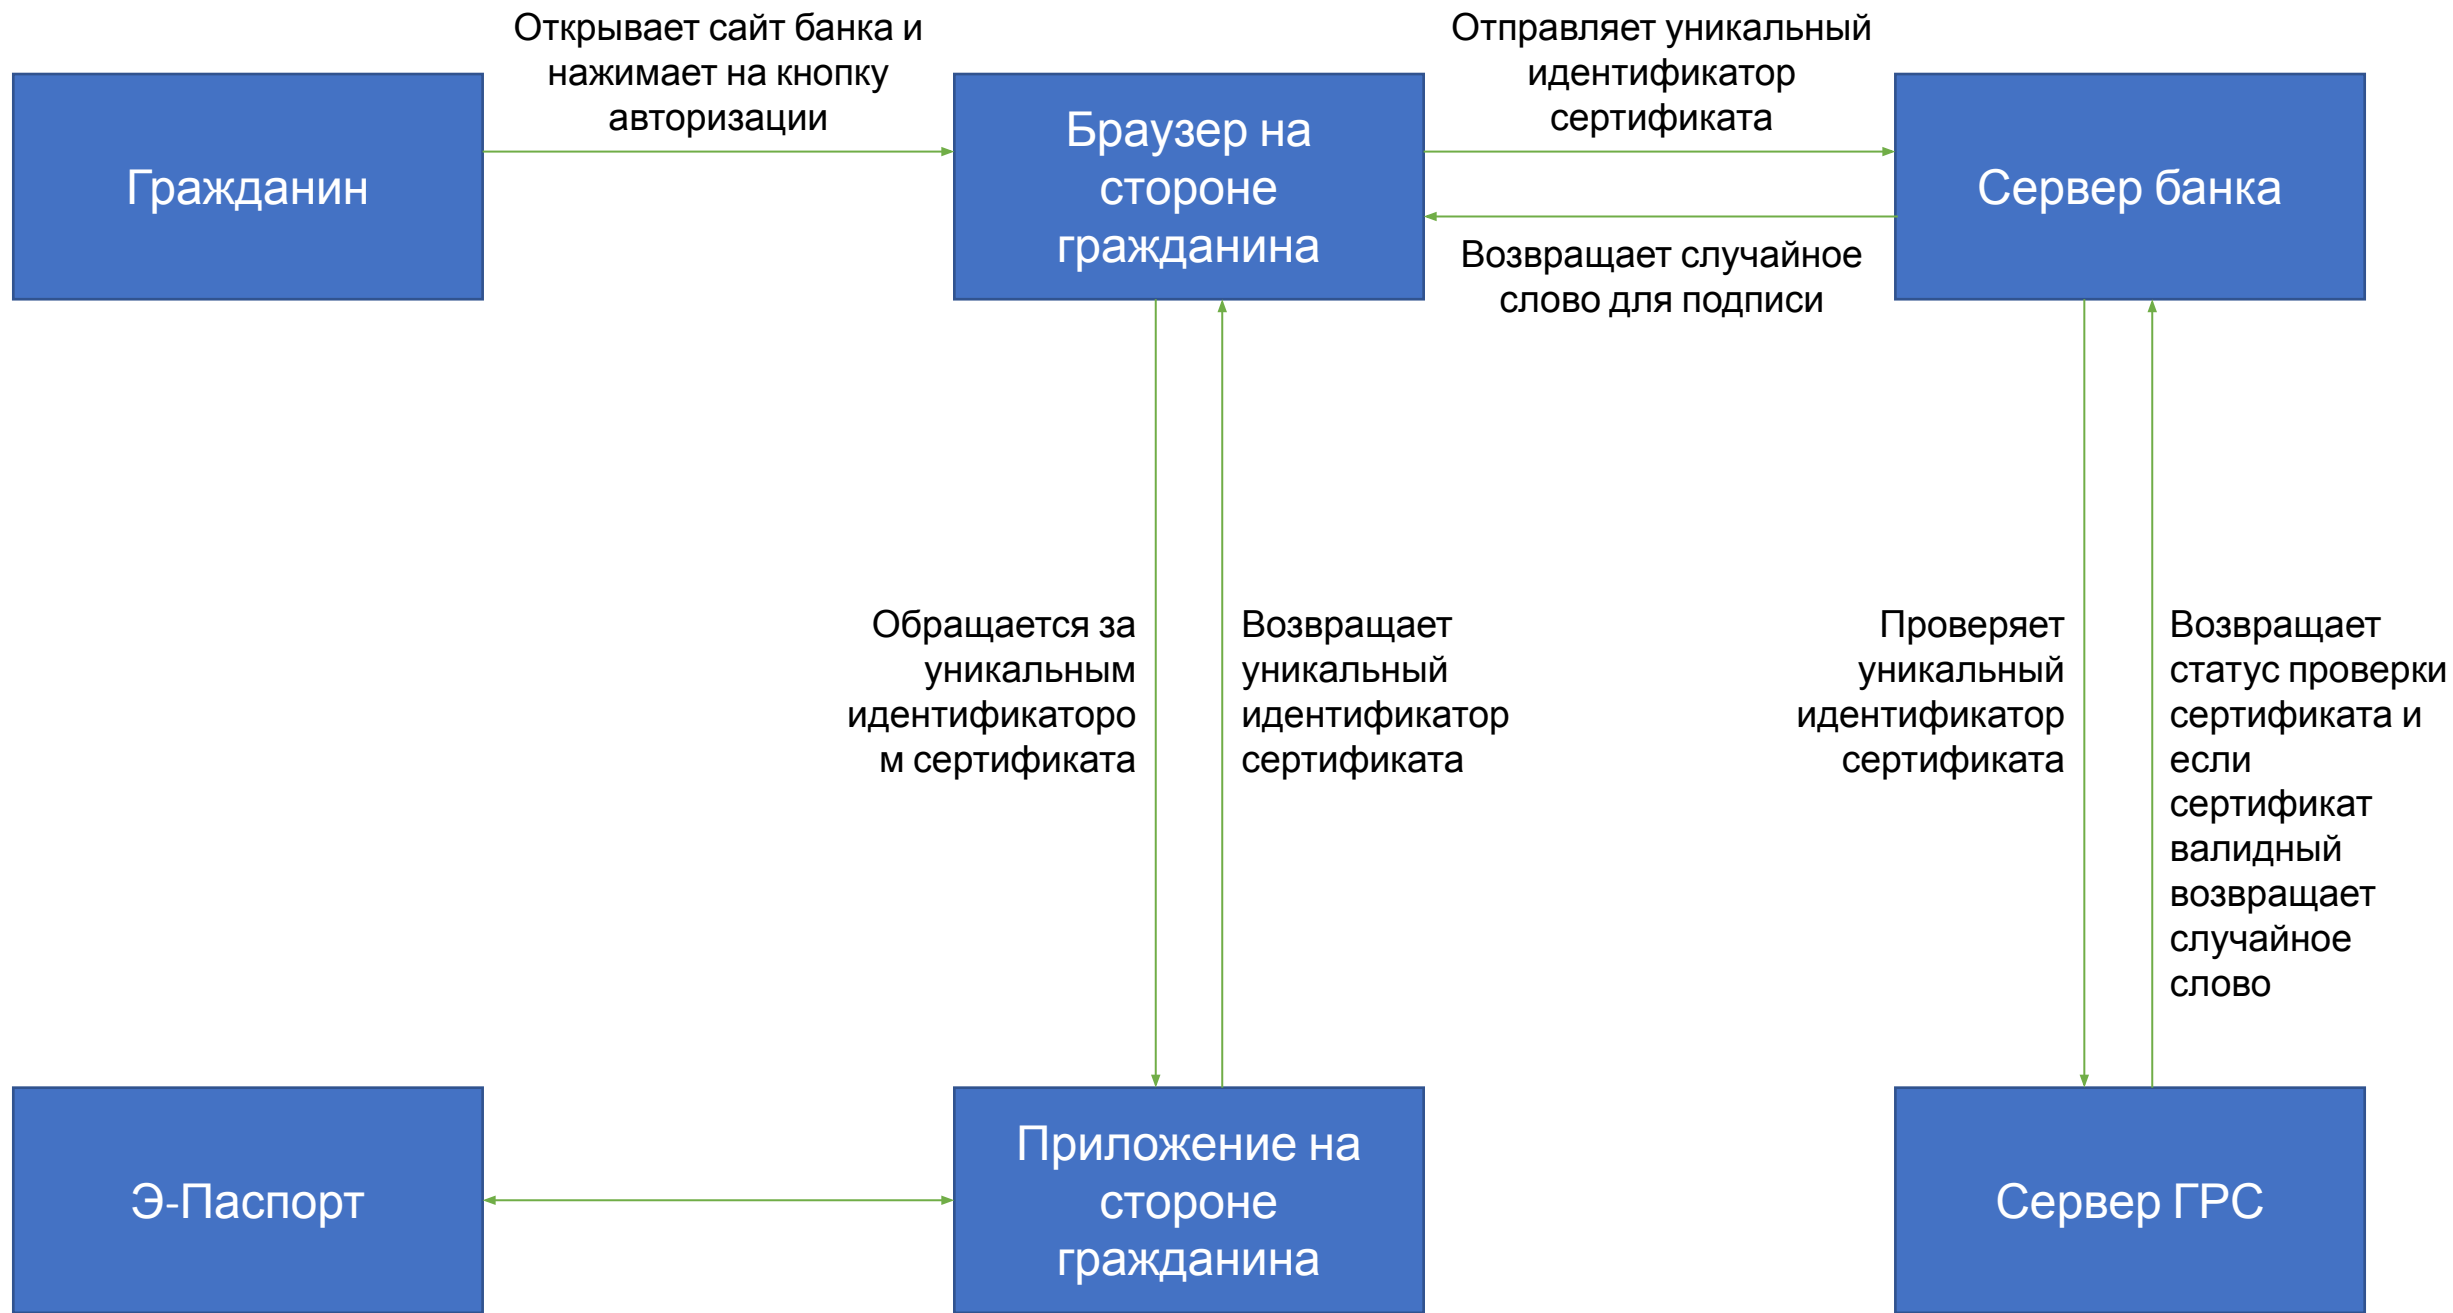 Открывает сайт банка и
нажимает на кнопку
авторизации
Отправляет уникальный
идентификатор
сертификата
Гражданин
Браузер на
стороне
гражданина
Сервер банка
Возвращает случайное
слово для подписи
Обращается за
уникальным
идентификаторо
м сертификата
Возвращает
уникальный
идентификатор
сертификата
Проверяет
уникальный
идентификатор
сертификата
Возвращает
статус проверки
сертификата и
если
сертификат
валидный
возвращает
случайное
слово
Э-Паспорт
Приложение на
стороне
гражданина
Сервер ГРС